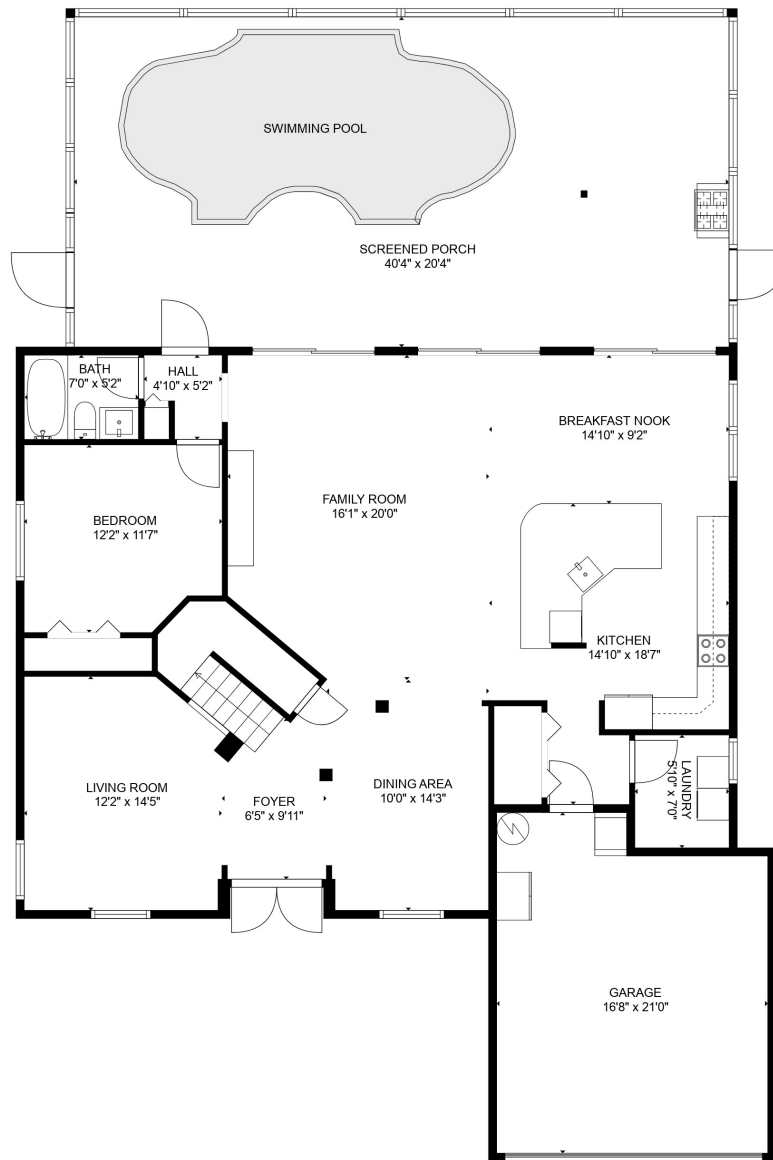 SWIMMING POOL
SCREENED PORCH
40'4" x 20'4"
BATH
7'0" x 5'2"
HALL
4'10" x 5'2"
BREAKFAST NOOK
14'10" x 9'2"
FAMILY ROOM
16'1" x 20'0"
BEDROOM
12'2" x 11'7"
KITCHEN
14'10" x 18'7"
LIVING ROOM
12'2" x 14'5"
FOYER
6'5" x 9'11"
DINING AREA
10'0" x 14'3"
LAUNDRY
5'10" x 7'0"
GARAGE
16'8" x 21'0"